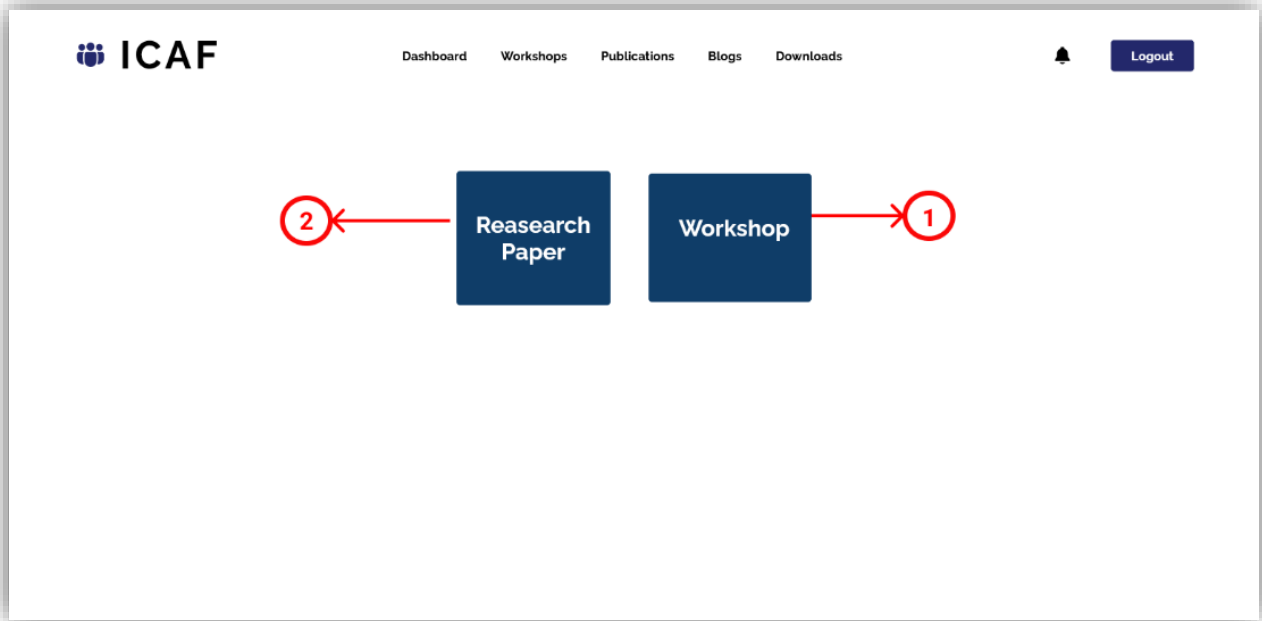 ICAF
Dashboard Workshops Publications Blogs Downloads
Logout
2
Reasearch
Paper
Workshop
1